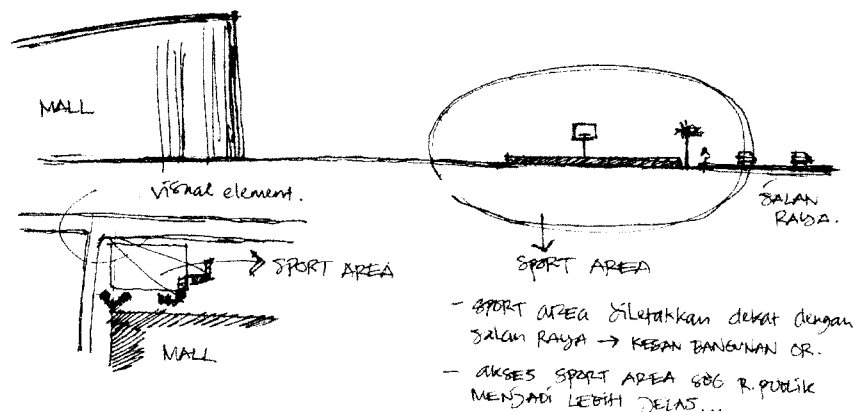 MALL
visual element.
JALAN
RAYA.
SPORT AREA
MALL
SPORT AREA
- SPORT AREA diletakkan dekat dengan
Jalan RAYA → KESAN BANGUNAN OR.
- akses SPORT AREA SBG R. publik
MENJADI LEBIH JELAS...